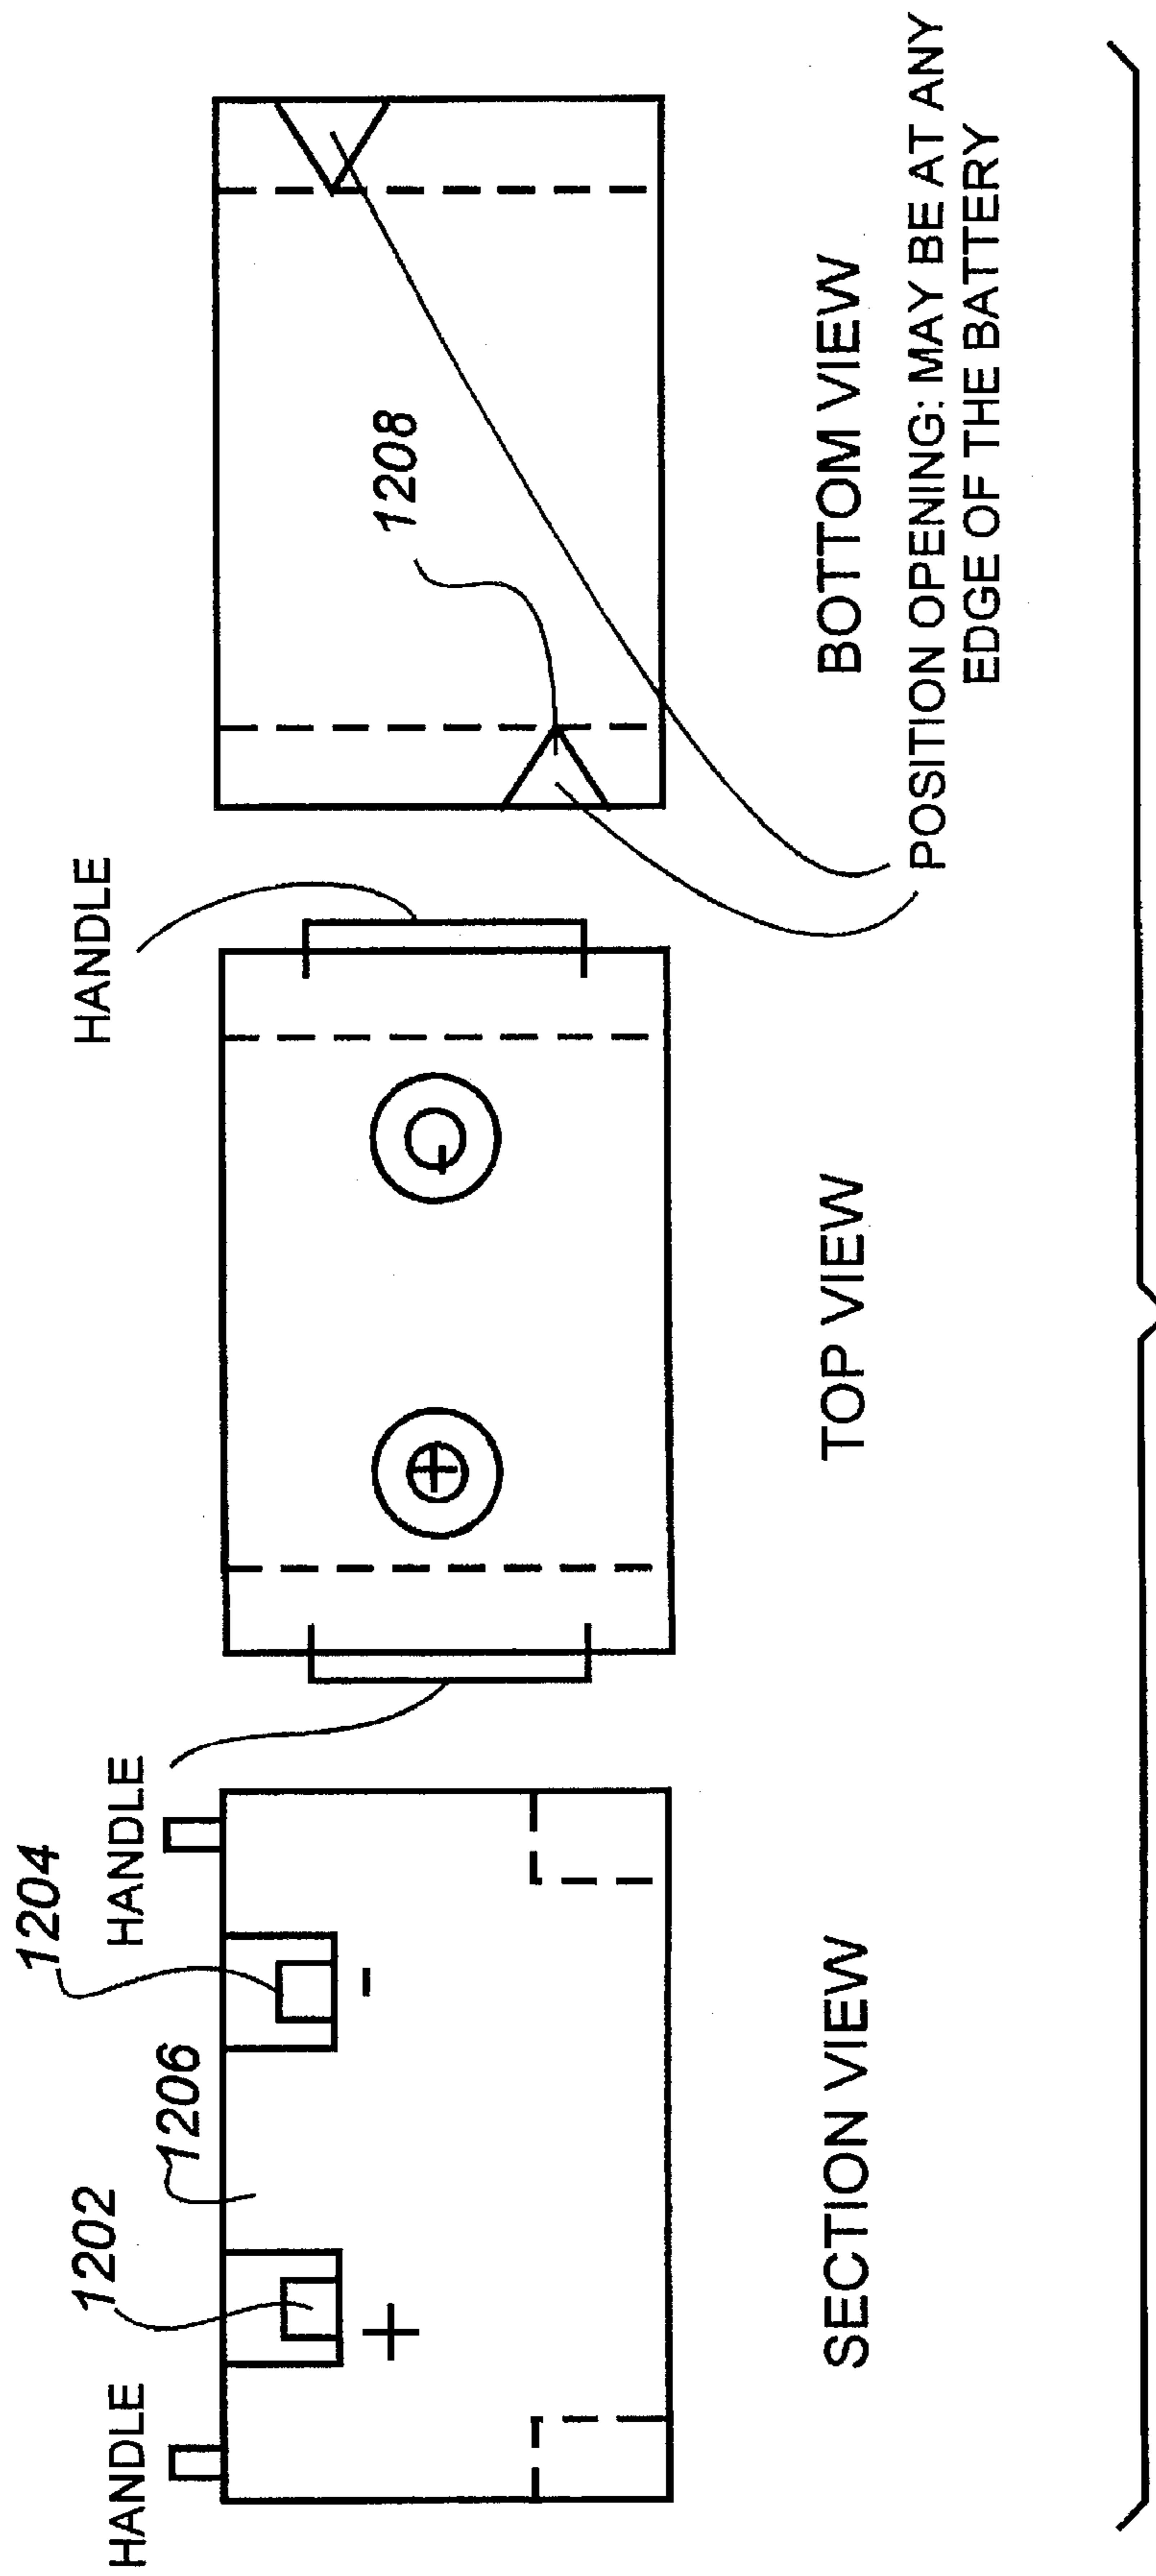 HANDLE
1202
1206
1204
HANDLE
+
-
SECTION VIEW
HANDLE
+
-
TOP VIEW
1208
BOTTOM VIEW
POSITION OPENING: MAY BE AT ANY
EDGE OF THE BATTERY